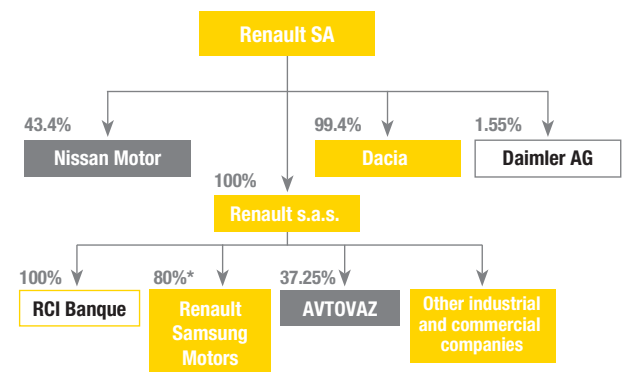 Renault SA
43.4%
99.4%
1.55%
Nissan Motor
Dacia
Daimler AG
100%
Renault s.a.s.
100%
80%*
37.25%
RCI Banque
Renault
Samsung
Motors
AVTOVAZ
Other industrial
and commercial
companies